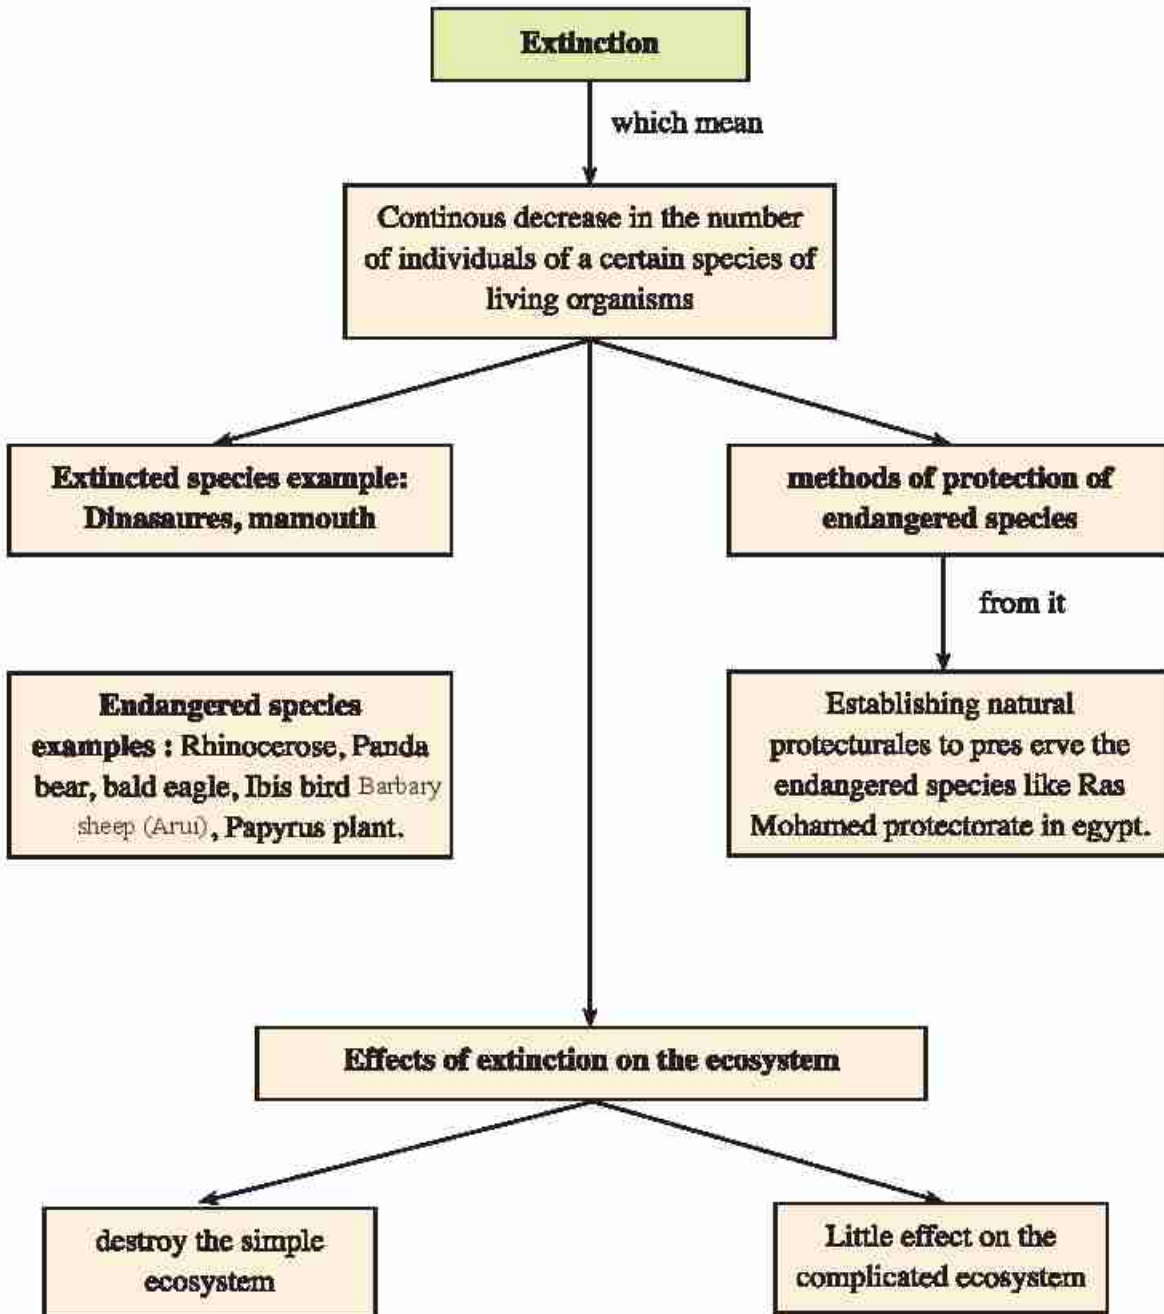 Extinction
which mean
Continous decrease in the number
of individuals of a certain species of
living organisms
Extincted species example:
Dinasaures, mamouth
methods of protection of
endangered species
from it
Endangered species
examples : Rhinocerose, Panda
bear, bald eagle, Ibis bird Barbary
sheep (Arui), Papyrus plant.
Establishing natural
protecturales to pres erve the
endangered species like Ras
Mohamed protectorate in egypt.
Effects of extinction on the ecosystem
destroy the simple
ecosystem
Little effect on the
complicated ecosystem